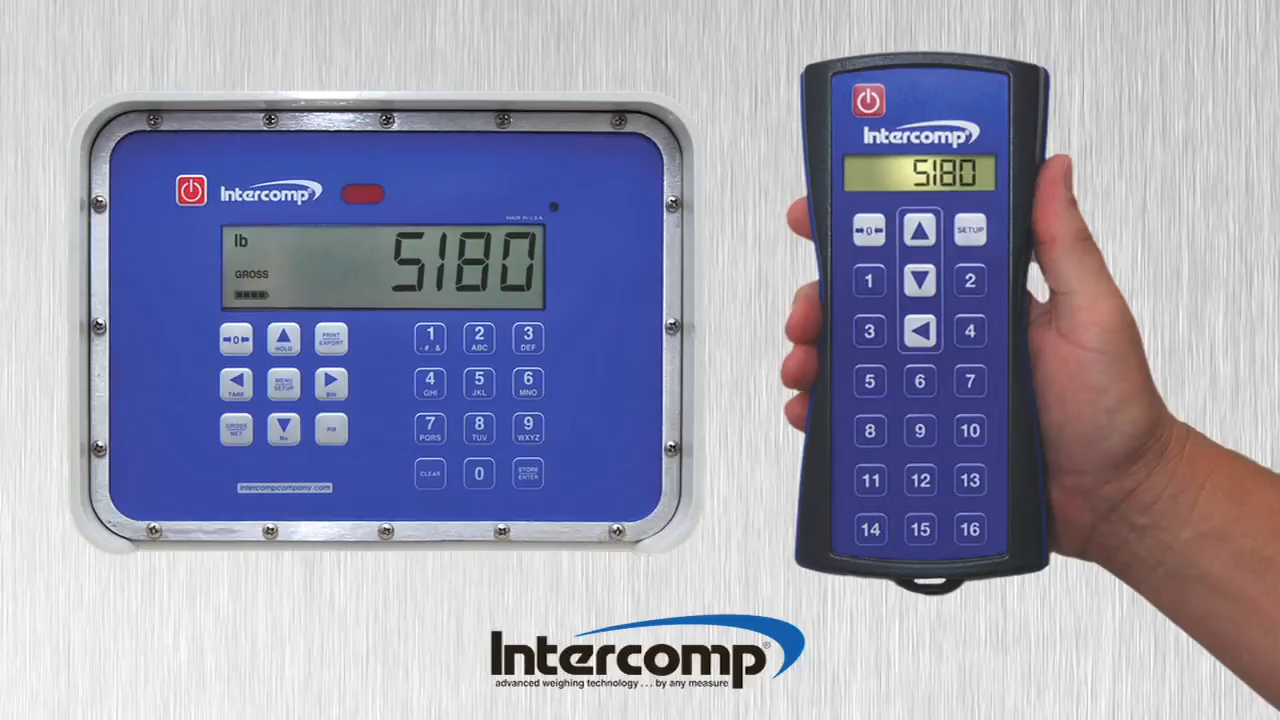 Intercomp®
MADE IN U.S.A.
lb
5180
GROSS
0
HOLD
PRINT
EXPORT
TARE
MENU
SETUP
BIN
GROSS
NET
M+
RM
1
- # . &
2
ABC
3
DEF
4
GHI
5
JKL
6
MNO
7
PQRS
8
TUV
9
WXYZ
CLEAR
0
STORE
ENTER
intercompcompany.com
Intercomp®
5180
0
SETUP
1
2
3
4
5
6
7
8
9
10
11
12
13
14
15
16
Intercomp®
advanced weighing technology . . . by any measure